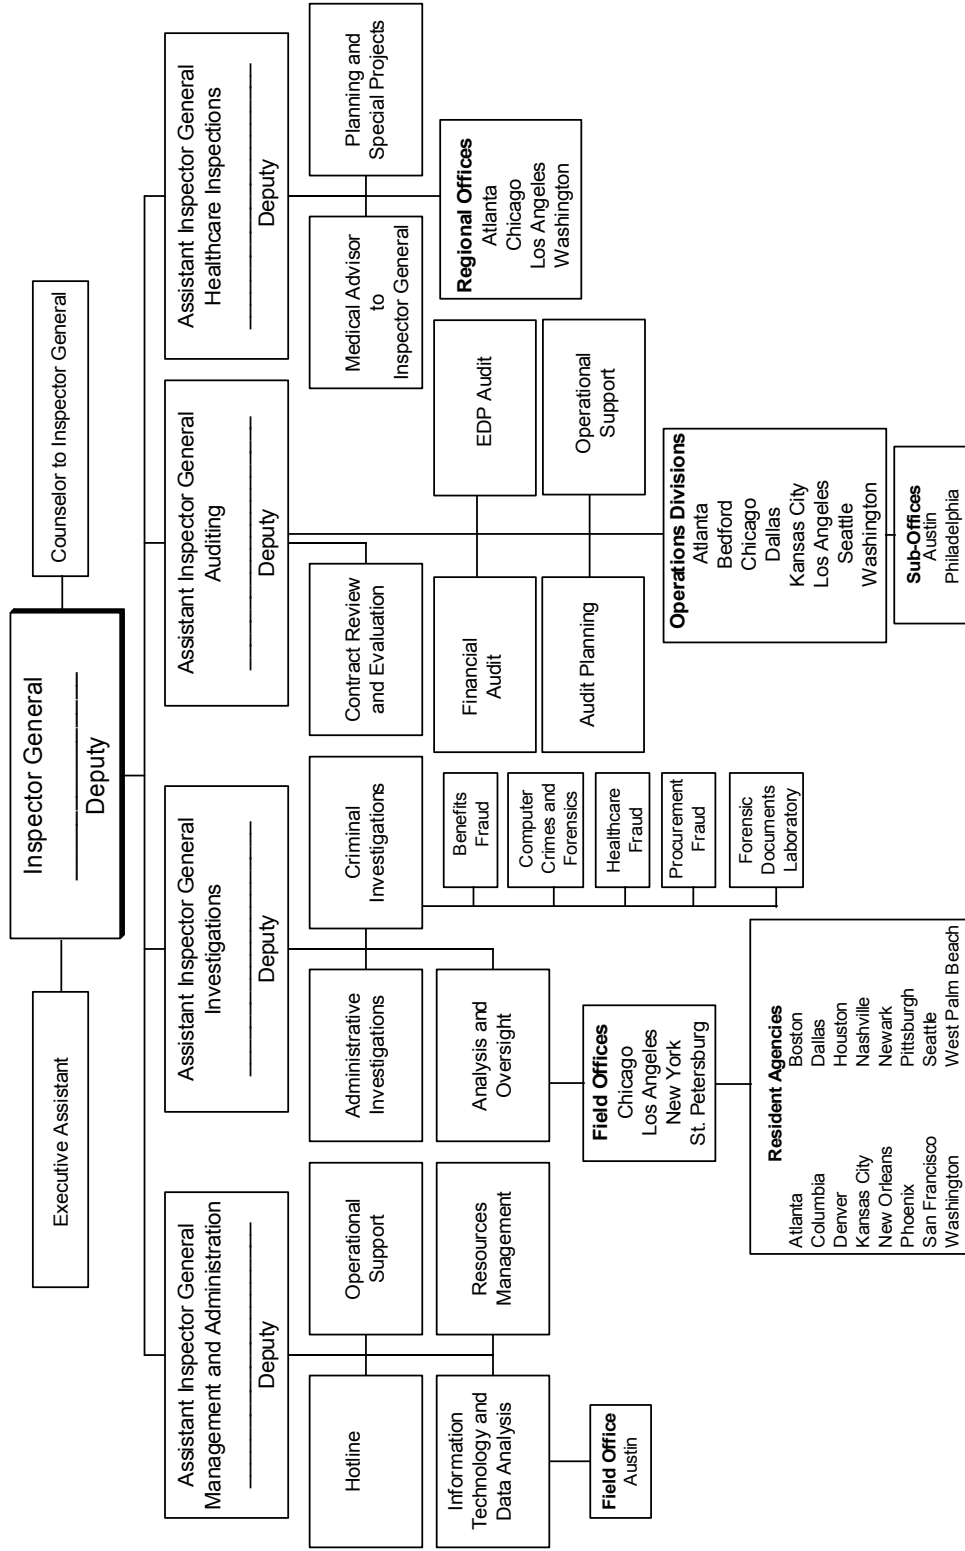 Inspector General
Deputy
Executive Assistant
Counselor to Inspector General
Assistant Inspector General
Management and Administration
Deputy
Hotline
Operational
Support
Information
Technology and
Data Analysis
Resources
Management
Field Office
Austin
Assistant Inspector General
Investigations
Deputy
Administrative
Investigations
Criminal
Investigations
Analysis and
Oversight
Benefits
Fraud
Computer
Crimes and
Forensics
Healthcare
Fraud
Procurement
Fraud
Forensic
Documents
Laboratory
Field Offices
Chicago
Los Angeles
New York
St. Petersburg
Resident Agencies
Atlanta Boston
Columbia Dallas
Denver Houston
Kansas City Nashville
New Orleans Newark
Phoenix Pittsburgh
San Francisco Seattle
Washington West Palm Beach
Assistant Inspector General
Auditing
Deputy
Contract Review
and Evaluation
Financial
Audit
EDP Audit
Audit Planning
Operational
Support
Operations Divisions
Atlanta
Bedford
Chicago
Dallas
Kansas City
Los Angeles
Seattle
Washington
Sub-Offices
Austin
Philadelphia
Assistant Inspector General
Healthcare Inspections
Deputy
Medical Advisor
to
Inspector General
Planning and
Special Projects
Regional Offices
Atlanta
Chicago
Los Angeles
Washington